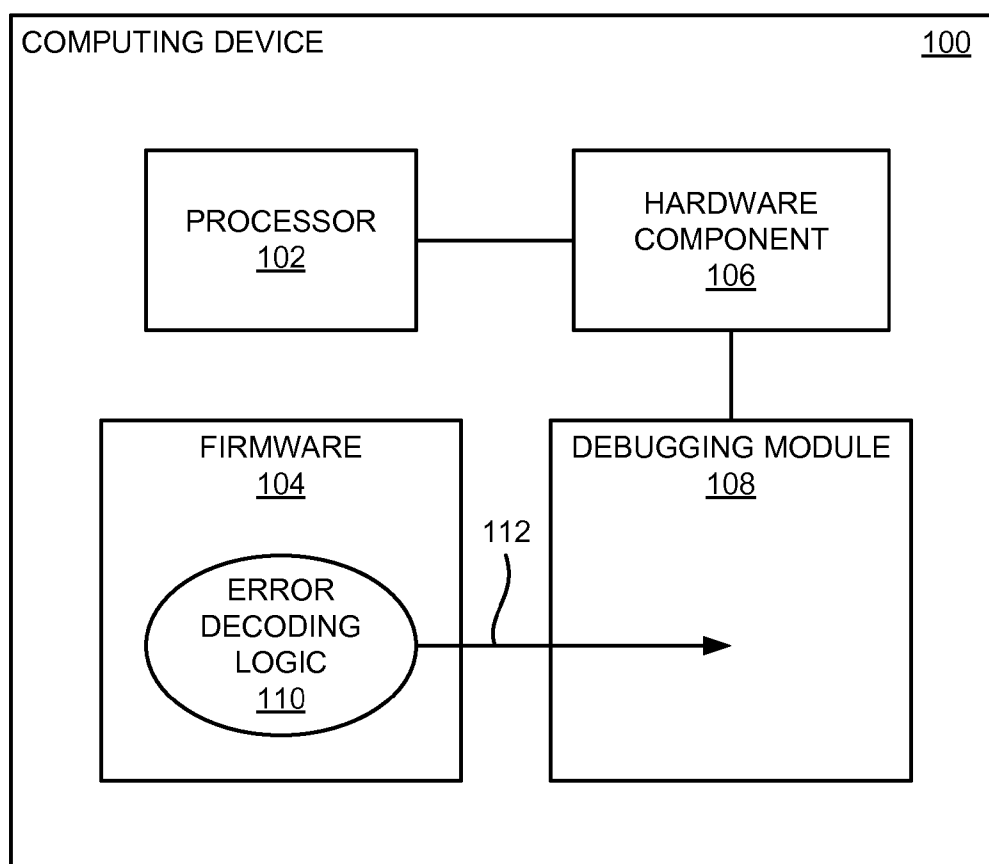 COMPUTING DEVICE 100
PROCESSOR
102
HARDWARE
COMPONENT
106
FIRMWARE
104
DEBUGGING MODULE
108
112
ERROR
DECODING
LOGIC
110